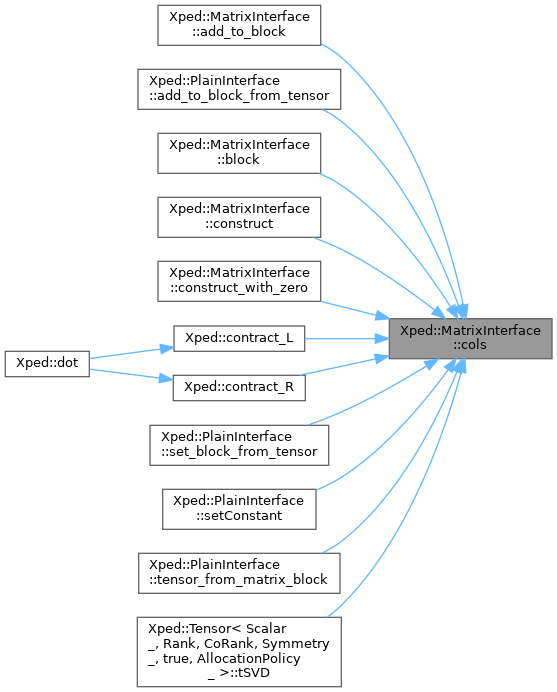 Xped::MatrixInterface
::add_to_block
Xped::PlainInterface
::add_to_block_from_tensor
Xped::MatrixInterface
::block
Xped::MatrixInterface
::construct
Xped::MatrixInterface
::construct_with_zero
Xped::MatrixInterface
::cols
Xped::contract_L
Xped::dot
Xped::contract_R
Xped::PlainInterface
::set_block_from_tensor
Xped::PlainInterface
::setConstant
Xped::PlainInterface
::tensor_from_matrix_block
Xped::Tensor< Scalar
_, Rank, CoRank, Symmetry
_, true, AllocationPolicy
_ >::tSVD